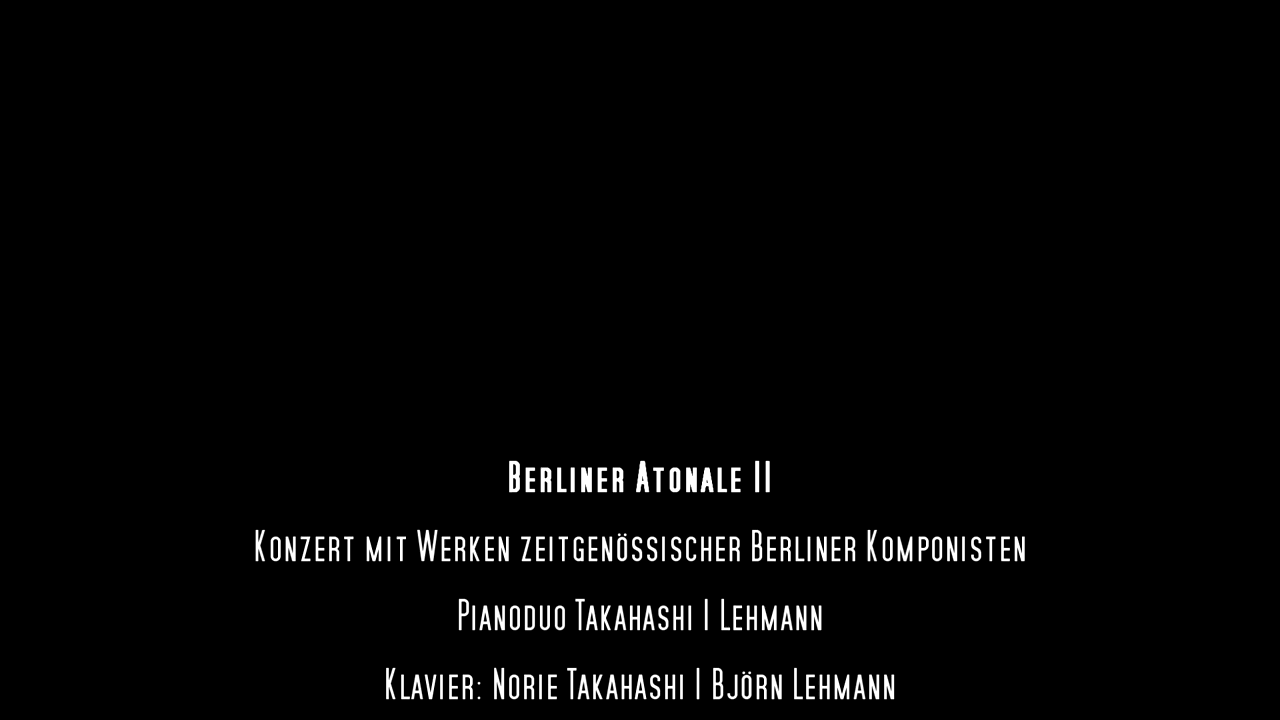 Berliner Atonale II
Konzert mit Werken zeitgenössischer Berliner Komponisten
Pianoduo Takahashi | Lehmann
Klavier: Norie Takahashi | Björn Lehmann